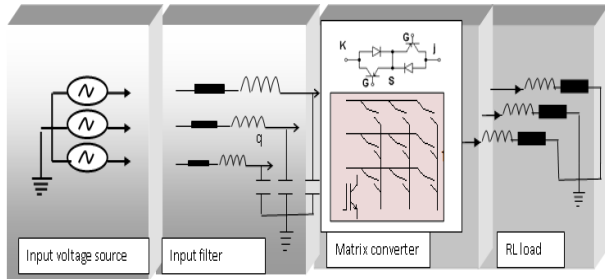 G
K
j
G
S
q
Input voltage source
Input filter
Matrix converter
RL load